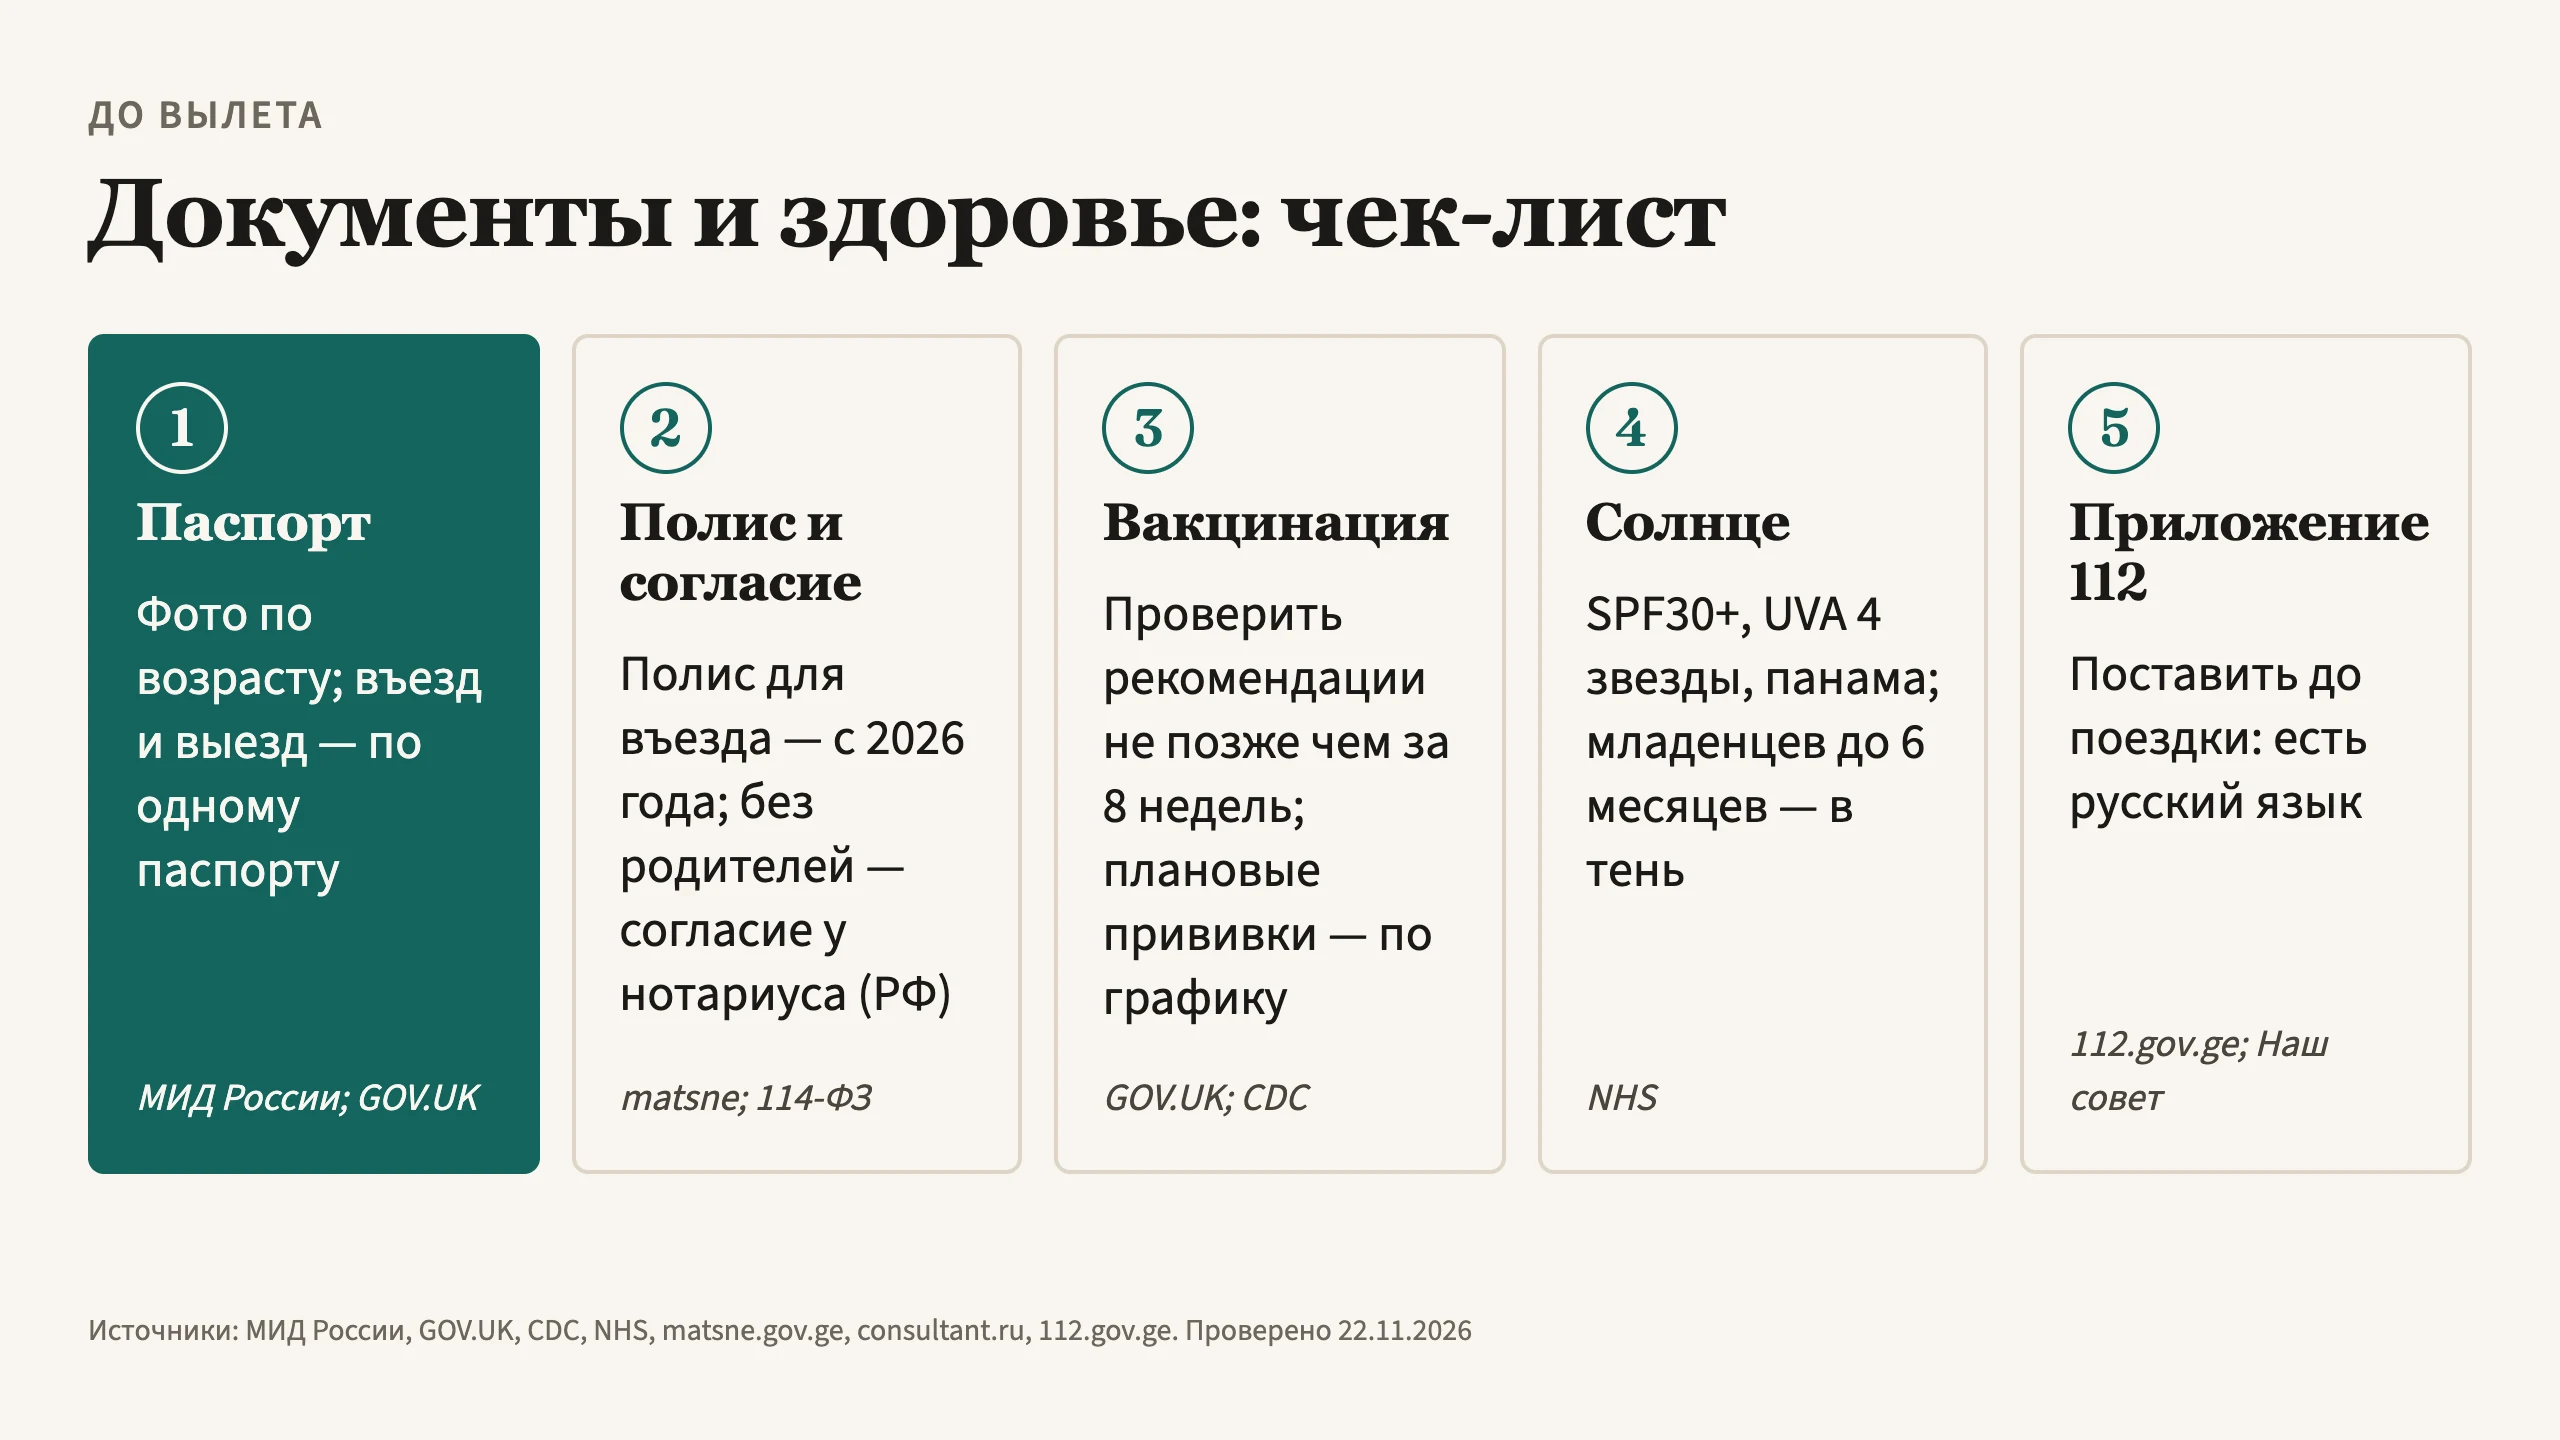 ДО ВЫЛЕТА
Документы и здоровье: чек-лист
1
Паспорт
Фото по
возрасту; въезд
и выезд — по
одному
паспорту
МИД России; GOV.UK
2
Полис и
согласие
Полис для
въезда — с 2026
года; без
родителей —
согласие у
нотариуса (РФ)
matsne; 114-ФЗ
3
Вакцинация
Проверить
рекомендации
не позже чем за
8 недель;
плановые
прививки — по
графику
GOV.UK; CDC
4
Солнце
SPF30+, UVA 4
звезды, панама;
младенцев до 6
месяцев — в
тень
NHS
5
Приложение
112
Поставить до
поездки: есть
русский язык
112.gov.ge; Наш
совет
Источники: МИД России, GOV.UK, CDC, NHS, matsne.gov.ge, consultant.ru, 112.gov.ge. Проверено 22.11.2026